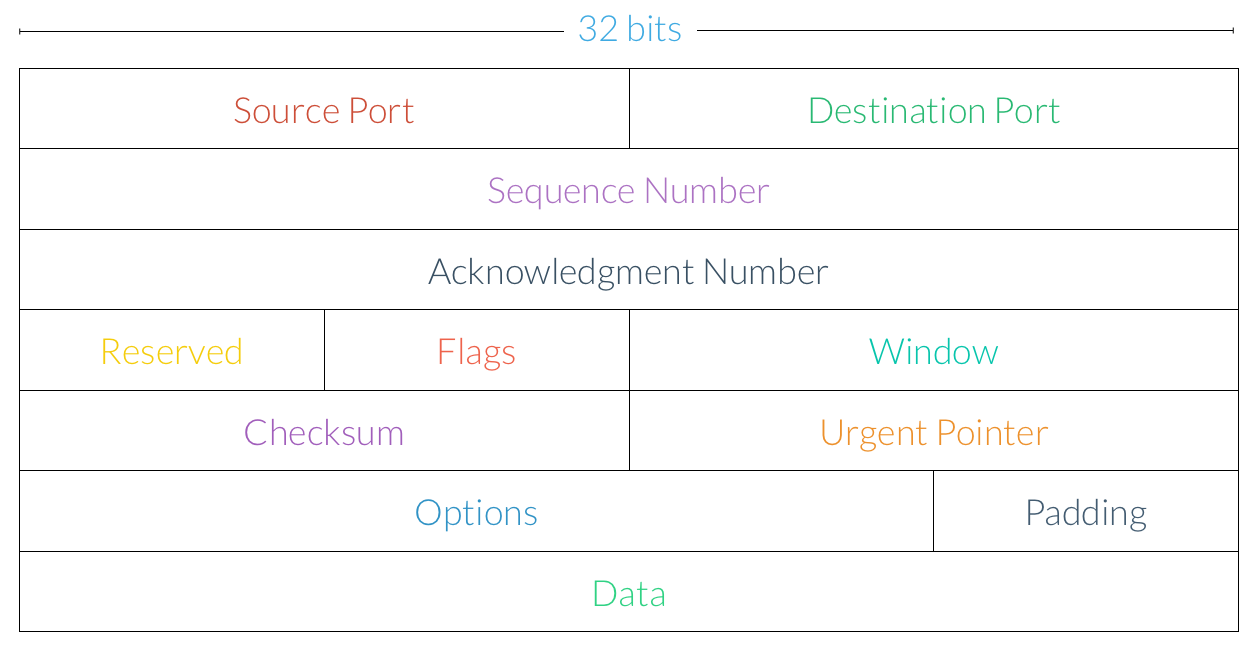 32 bits
Source Port Destination Port
Sequence Number
Acknowledgment Number
Reserved Flags Window
Checksum Urgent Pointer
Options Padding
Data